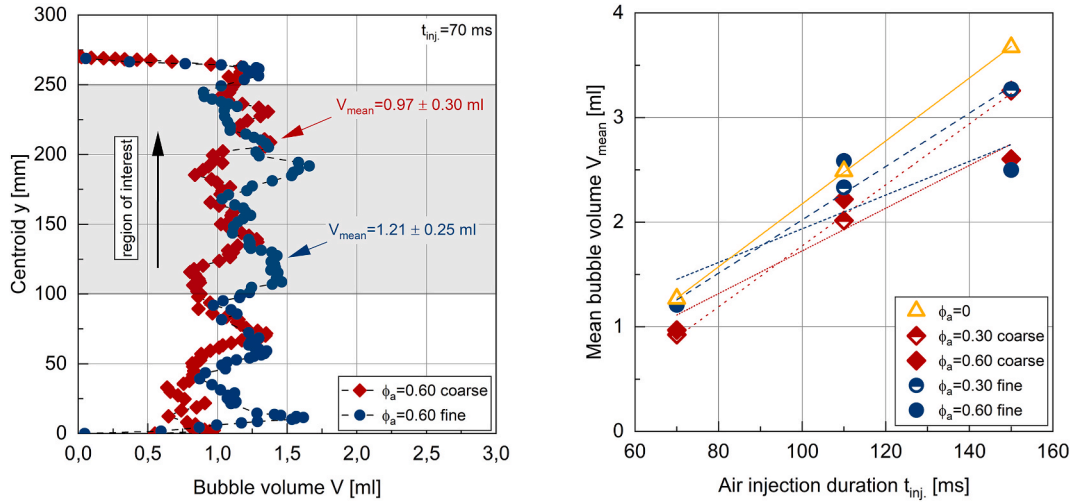 300
250
200
150
100
50
0
Centroid y [mm]
t_inj.=70 ms
V_mean=0.97 ± 0.30 ml
region of interest
V_mean=1.21 ± 0.25 ml
ϕ_a=0.60 coarse
ϕ_a=0.60 fine
0,0 0,5 1,0 1,5 2,0 2,5 3,0
Bubble volume V [ml]
4
3
2
1
0
Mean bubble volume V_mean [ml]
ϕ_a=0
ϕ_a=0.30 coarse
ϕ_a=0.60 coarse
ϕ_a=0.30 fine
ϕ_a=0.60 fine
60 80 100 120 140 160
Air injection duration t_inj. [ms]